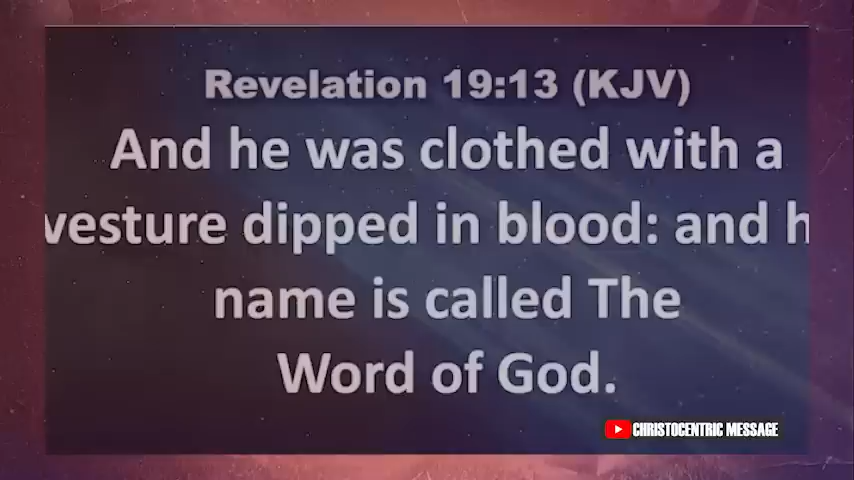 Revelation 19:13 (KJV)
And he was clothed with a
vesture dipped in blood: and h
name is called The
Word of God.
CHRISTOCENTRIC MESSAGE